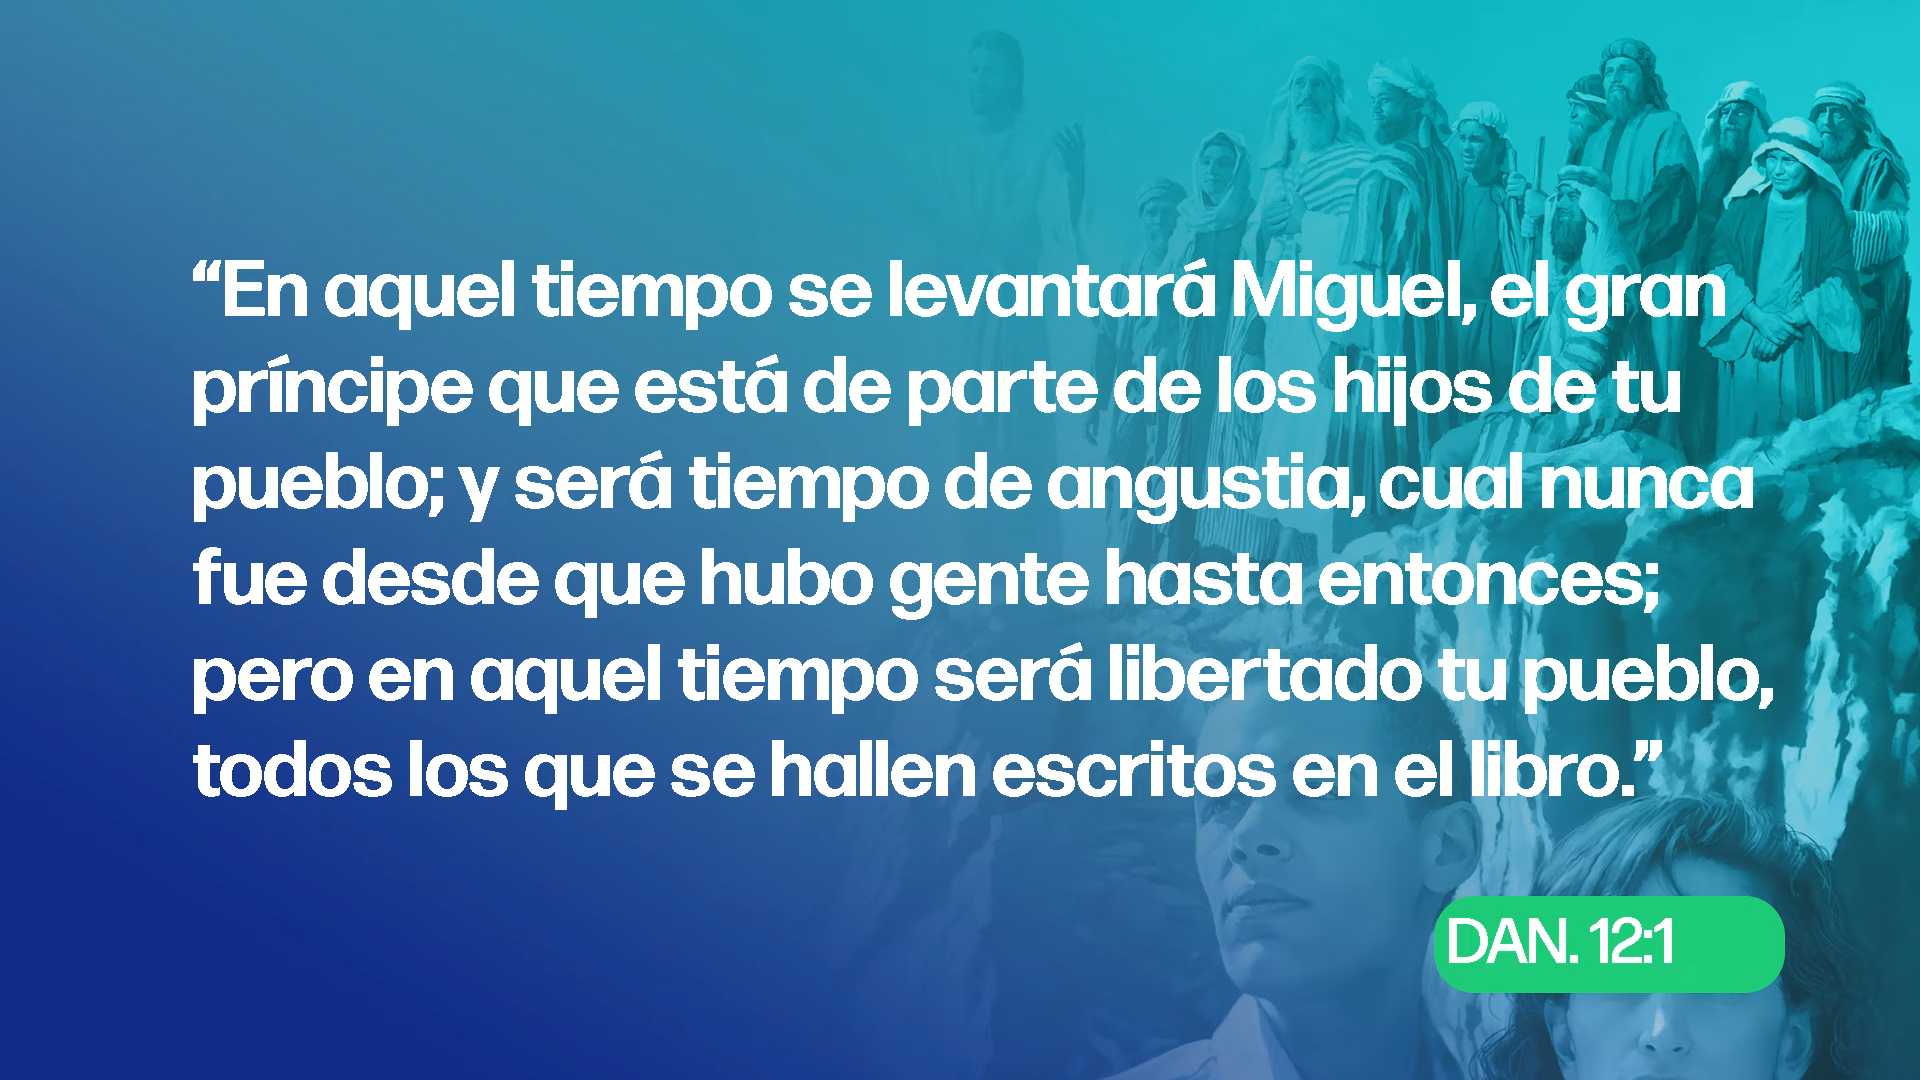 “En aquel tiempo se levantará Miguel, el gran
príncipe que está de parte de los hijos de tu
pueblo; y será tiempo de angustia, cual nunca
fue desde que hubo gente hasta entonces;
pero en aquel tiempo será libertado tu pueblo,
todos los que se hallen escritos en el libro.”
DAN. 12:1